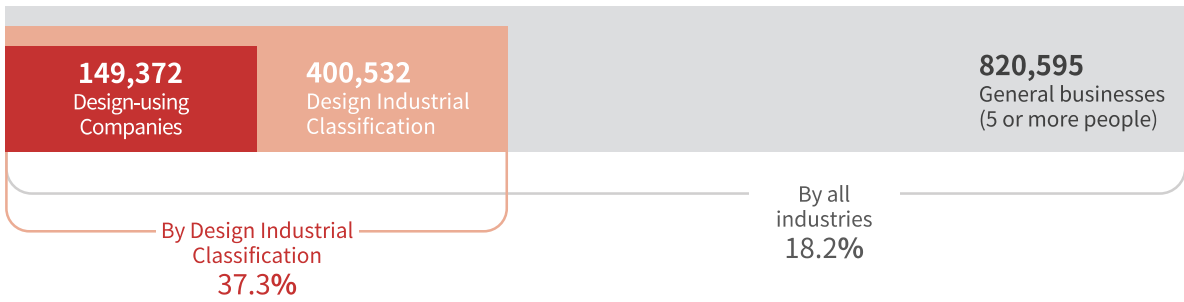 149,372
Design-using
Companies
400,532
Design Industrial
Classification
820,595
General businesses
(5 or more people)
By all
industries
18.2%
By Design Industrial
Classification
37.3%